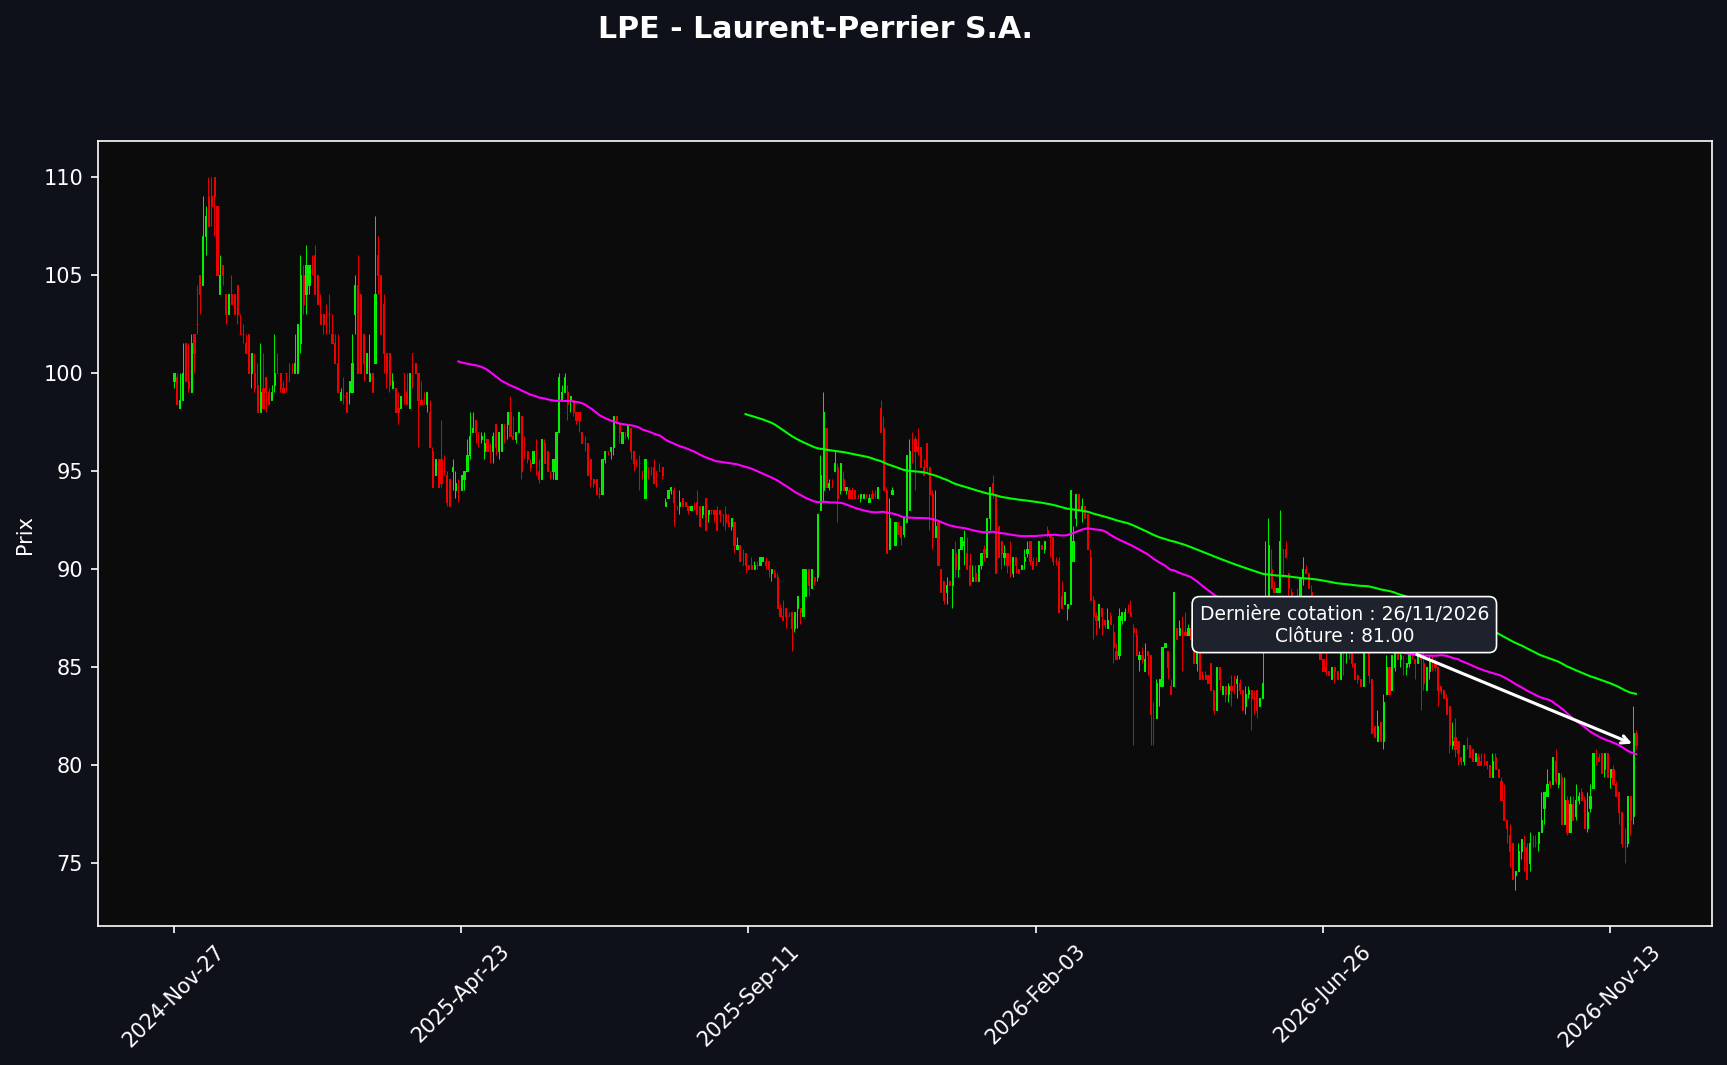 LPE - Laurent-Perrier S.A.
Prix
110
105
100
95
90
85
80
75
Dernière cotation : 26/11/2026
Clôture : 81.00
2024-Nov-27
2025-Apr-23
2025-Sep-11
2026-Feb-03
2026-Jun-26
2026-Nov-13